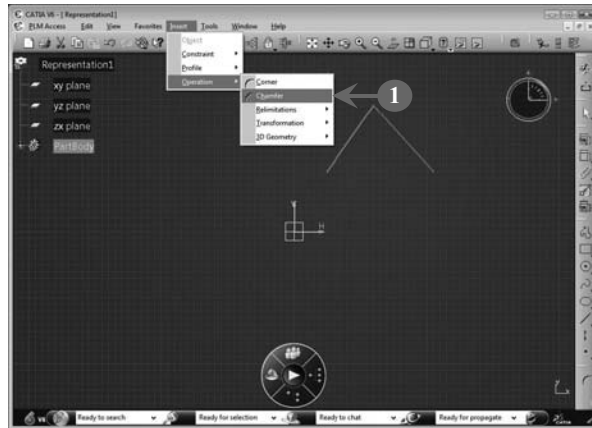 CATIA V6 - [Representation1]
PLM Access Edit View Favorites Insert Tools Window Help
Object
Constraint
Profile
Operation
Corner
Chamfer
Relimitations
Transformation
3D Geometry
1
Representation1
xy plane
yz plane
zx plane
PartBody
V
H
V6 Ready to search Ready for selection Ready to chat Ready for propagate